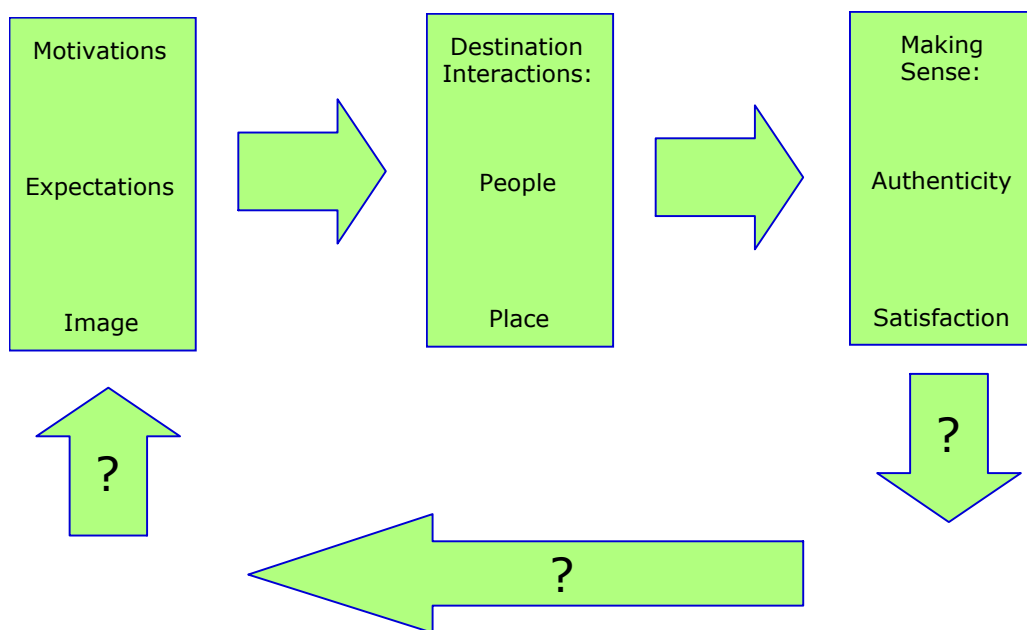 Motivations
Expectations
Image
Destination
Interactions:
People
Place
Making
Sense:
Authenticity
Satisfaction
?
?
?